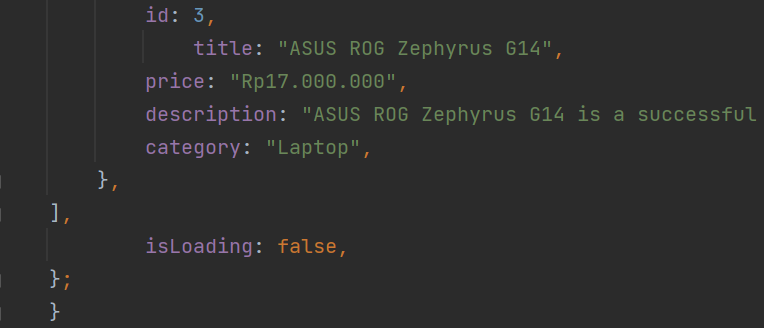 id: 3,
title: "ASUS ROG Zephyrus G14",
price: "Rp17.000.000",
description: "ASUS ROG Zephyrus G14 is a successful
category: "Laptop",
},
],
isLoading: false,
};
}